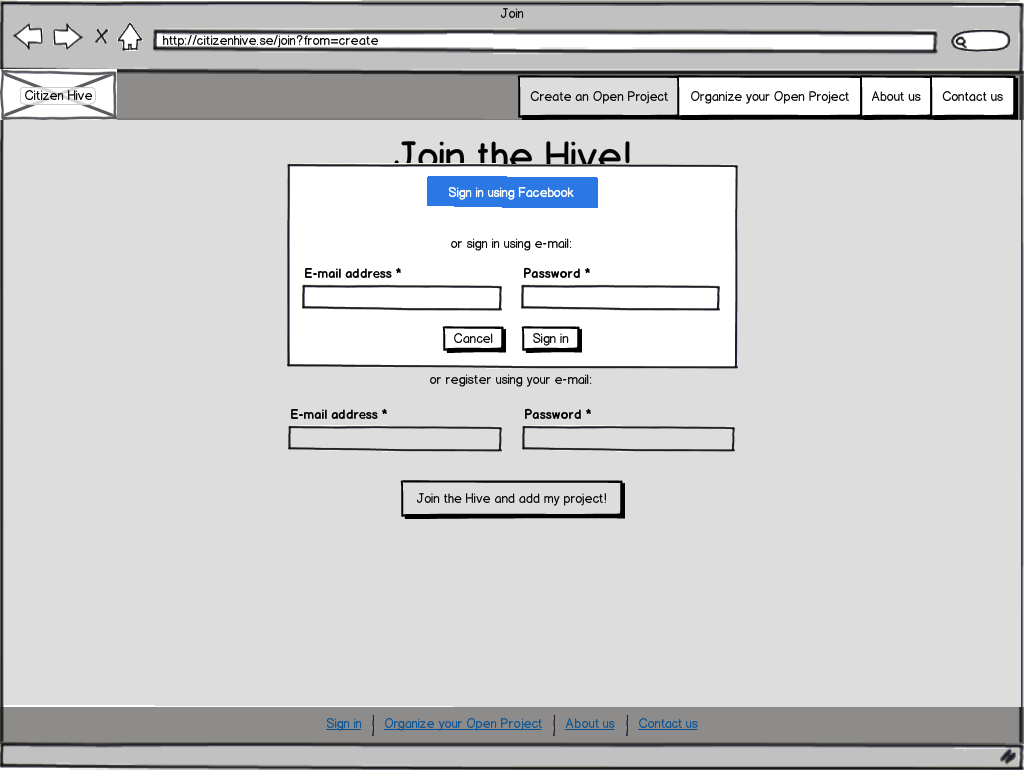 Join
http://citizenhive.se/join?from=create
Citizen Hive
Create an Open Project
Organize your Open Project
About us
Contact us
Join the Hive!
Sign in using Facebook
or sign in using e-mail:
E-mail address * Password *
Cancel Sign in
or register using your e-mail:
E-mail address * Password *
Join the Hive and add my project!
Sign in Organize your Open Project About us Contact us